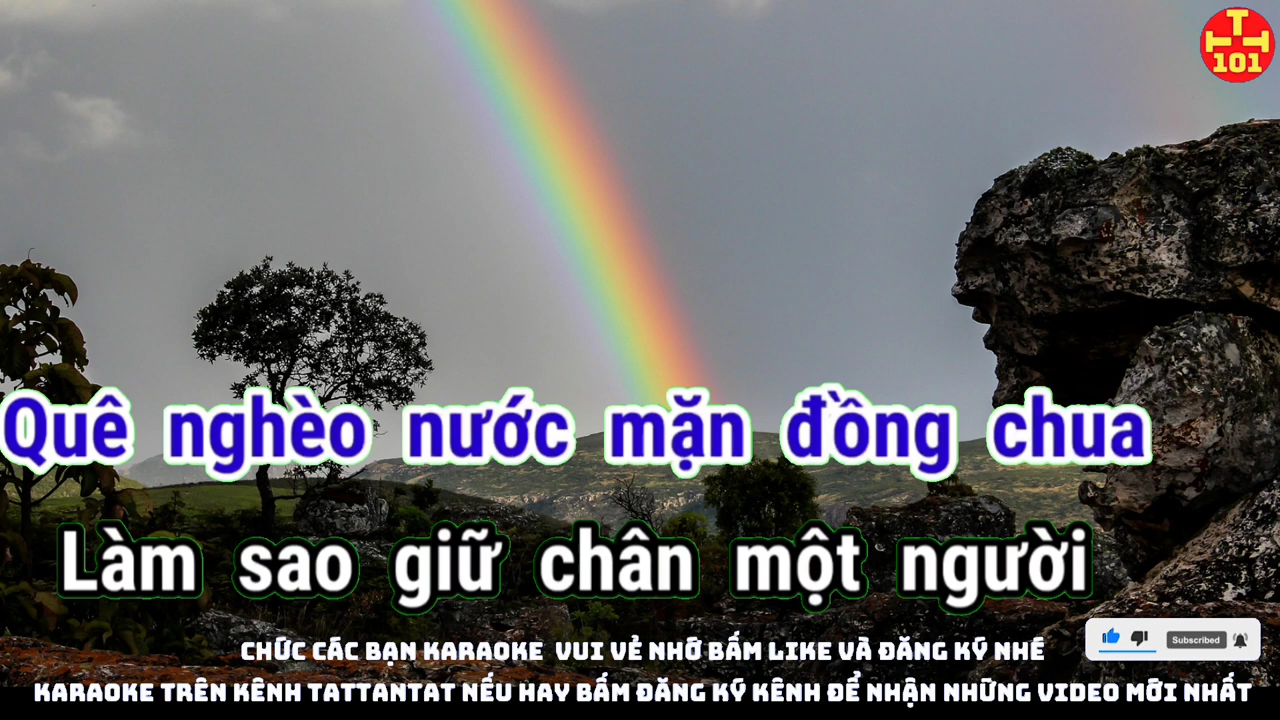 T
TT
101
Quê nghèo nước mặn đồng chua
Làm sao giữ chân một người
CHÚC CÁC BẠN KARAOKE VUI VẺ NHỚ BẤM LIKE VÀ ĐĂNG KÝ NHÉ
Subscribed
KARAOKE TRÊN KÊNH TATTANTAT NẾU HAY BẤM ĐĂNG KÝ KÊNH ĐỂ NHẬN NHỮNG VIDEO MỚI NHẤT